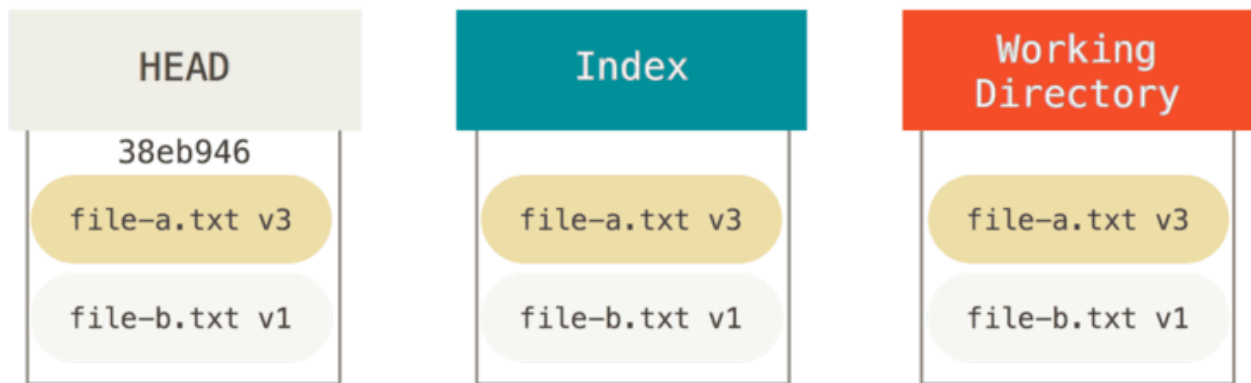 HEAD
Index
Working
Directory
38eb946
file-a.txt v3
file-a.txt v3
file-a.txt v3
file-b.txt v1
file-b.txt v1
file-b.txt v1